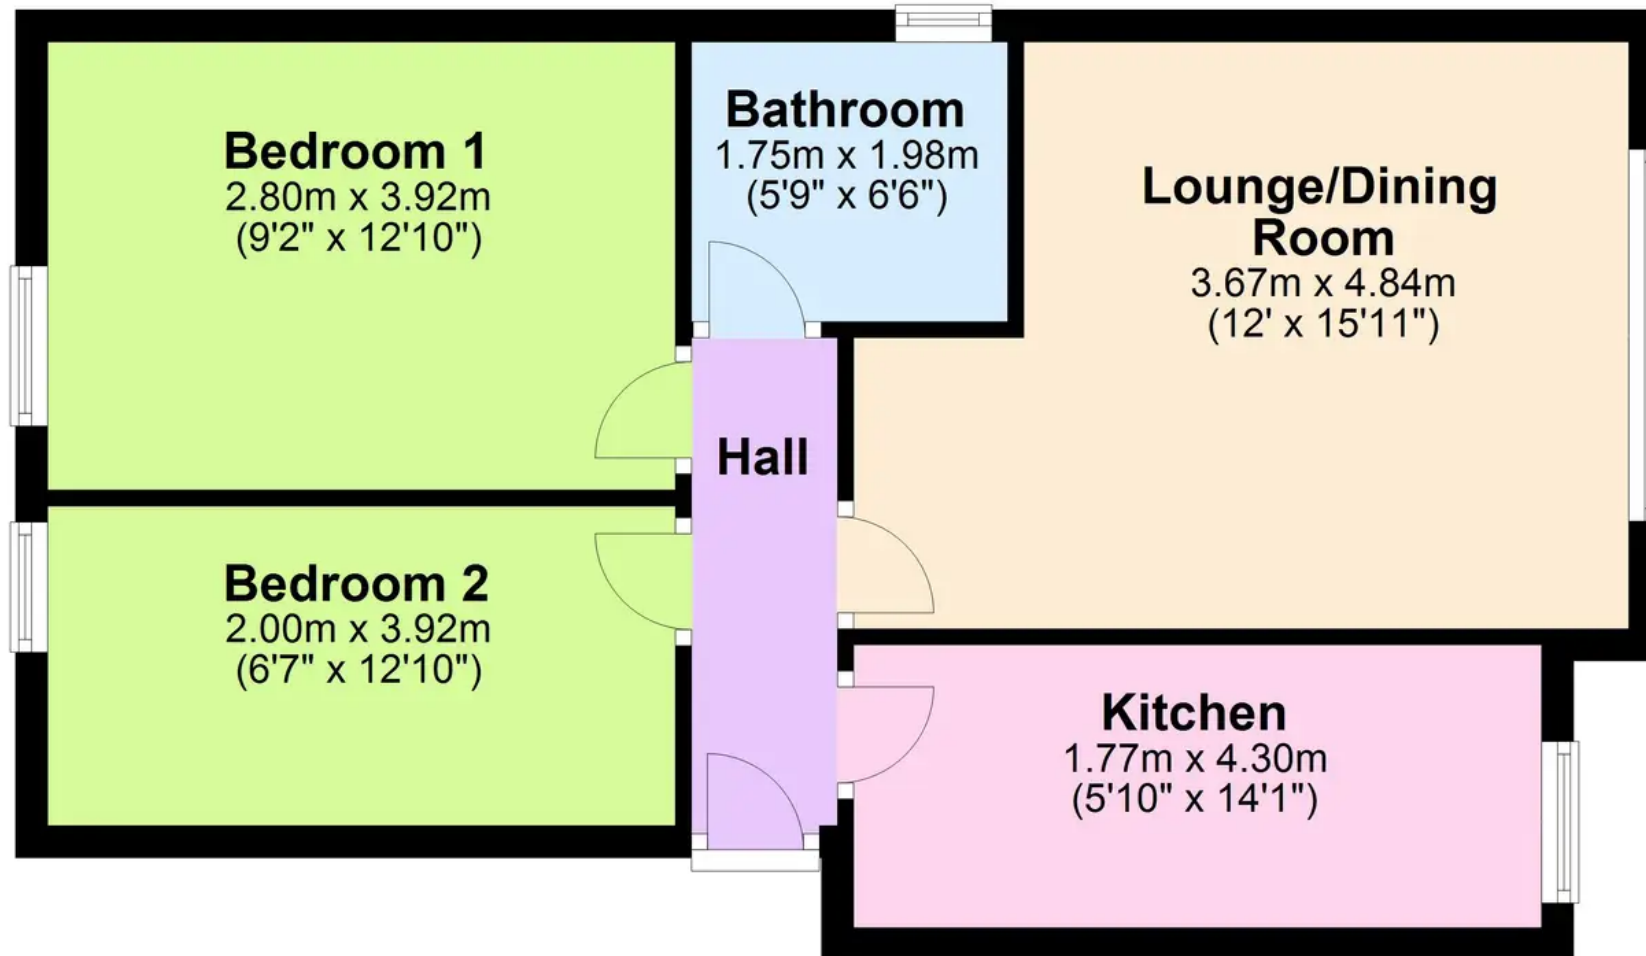 Bedroom 1
2.80m x 3.92m
(9'2" x 12'10")
Bathroom
1.75m x 1.98m
(5'9" x 6'6")
Lounge/Dining
Room
3.67m x 4.84m
(12' x 15'11")
Hall
Bedroom 2
2.00m x 3.92m
(6'7" x 12'10")
Kitchen
1.77m x 4.30m
(5'10" x 14'1")